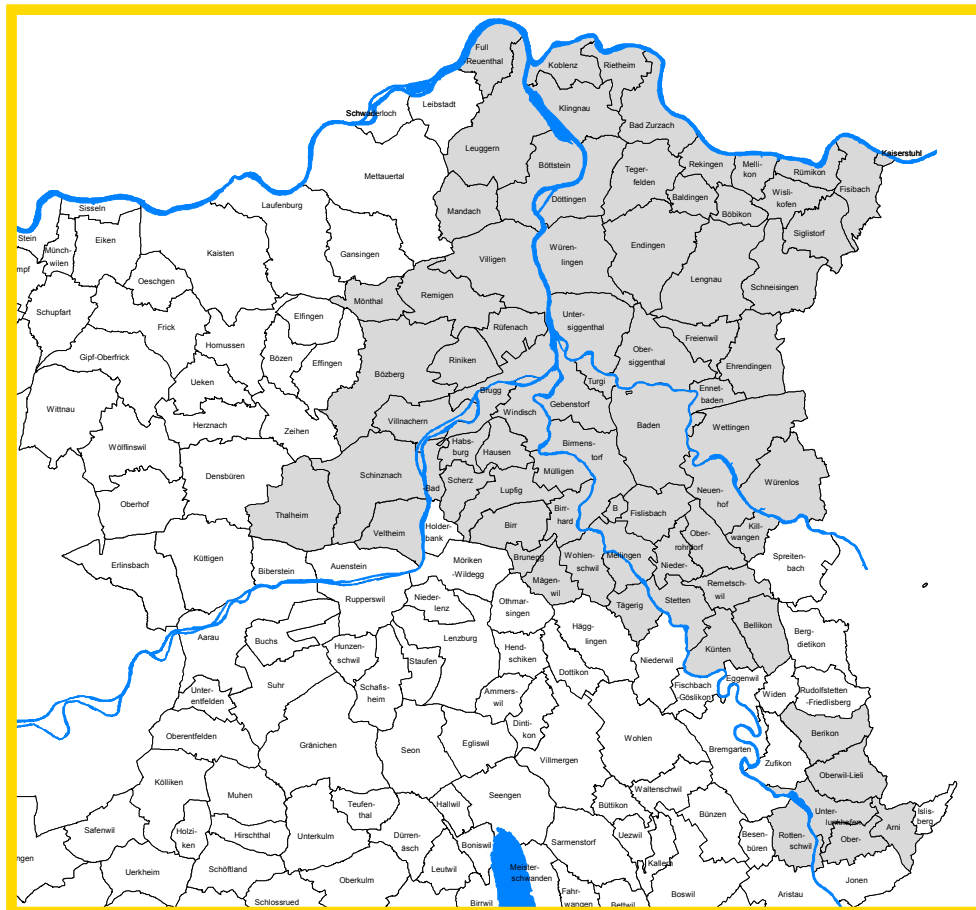 Full
Reuenthal
Koblenz
Rietheim
Leibstadt
Schwaderloch
Klingnau
Bad Zurzach
Leuggern
Kaiserstuhl
Böttstein
Teger-
felden
Rekingen
Melli-
kon
Rümikon
Mettauertal
Fisibach
Wisli-
kofen
Baldingen
Döttingen
Böbikon
Laufenburg
Sisseln
Mandach
Siglistorf
Stein
Eiken
Münch-
wilen
Kaisten
Gansingen
Villigen
Würen-
lingen
Endingen
mpf
Oeschgen
Lengnau
Schneisingen
Mönthal
Remigen
Schupfart
Frick
Elfingen
Rüfenach
Unter-
siggenthal
Freienwil
Homussen
Ober-
siggenthal
Gipf-Oberfrick
Bözen
Effingen
Riniken
Ehrendingen
Bözberg
Ueken
Turgi
Ennet-
baden
Brugg
Wittnau
Gebenstorf
Windisch
Villnachern
Herznach
Zeihen
Baden
Wettingen
Wölflinswil
Habs-
burg
Hausen
Birmens-
torf
Densbüren
Schinznach
Mülligen
Scherz
Bad
Lupfig
Würenlos
Neuen-
hof
Oberhof
B
Fislisbach
Thalheim
Birr-
hard
Birr
Kill-
wangen
Veltheim
Holder-
bank
Ober-
rohrdorf
Küttigen
Möriken
-Wildegg
Brunegg
Wohlen-
schwil
Mellingen
Spreiten-
bach
Erlinsbach
Biberstein
Auenstein
Nieder-
Mägen-
wil
Remetsch-
wil
Rupperswil
Nieder-
lenz
Othmar-
singen
Tägerig
Stetten
Hägg-
lingen
Bellikon
Berg-
dietikon
Aarau
Buchs
Lenzburg
Hunzen-
schwil
Hend-
schiken
Künten
Staufen
Niederwil
Dottikon
Eggenwil
Suhr
Schafis-
heim
Fischbach
-Göslikon
Widen
Rudolfstetten
-Friedlisberg
Unter-
entfelden
Ammers-
wil
Dinti-
kon
Berikon
Oberentfelden
Gränichen
Seon
Egliswil
Wohlen
Bremgarten
Villmergen
Zufikon
Oberwil-Lieli
Kölliken
Muhen
Seengen
Waltenschwil
Teufen-
thal
Hallwil
Büttikon
Bünzen
Unter-
lunkhofen
Islis-
berg
Safenwil
Holzi-
ken
Hirschthal
Unterkulm
Dürren-
äsch
Boniswil
Sarmenstorf
Uezwil
Besen-
büren
Rotten-
schwil
Ober-
Arni
ingen
Uerkheim
Schöftland
Oberkulm
Leutwil
Meister-
schwanden
Kallern
Schlossrued
Birrwil
Fahr-
wangen
Bettwil
Boswil
Aristau
Jonen